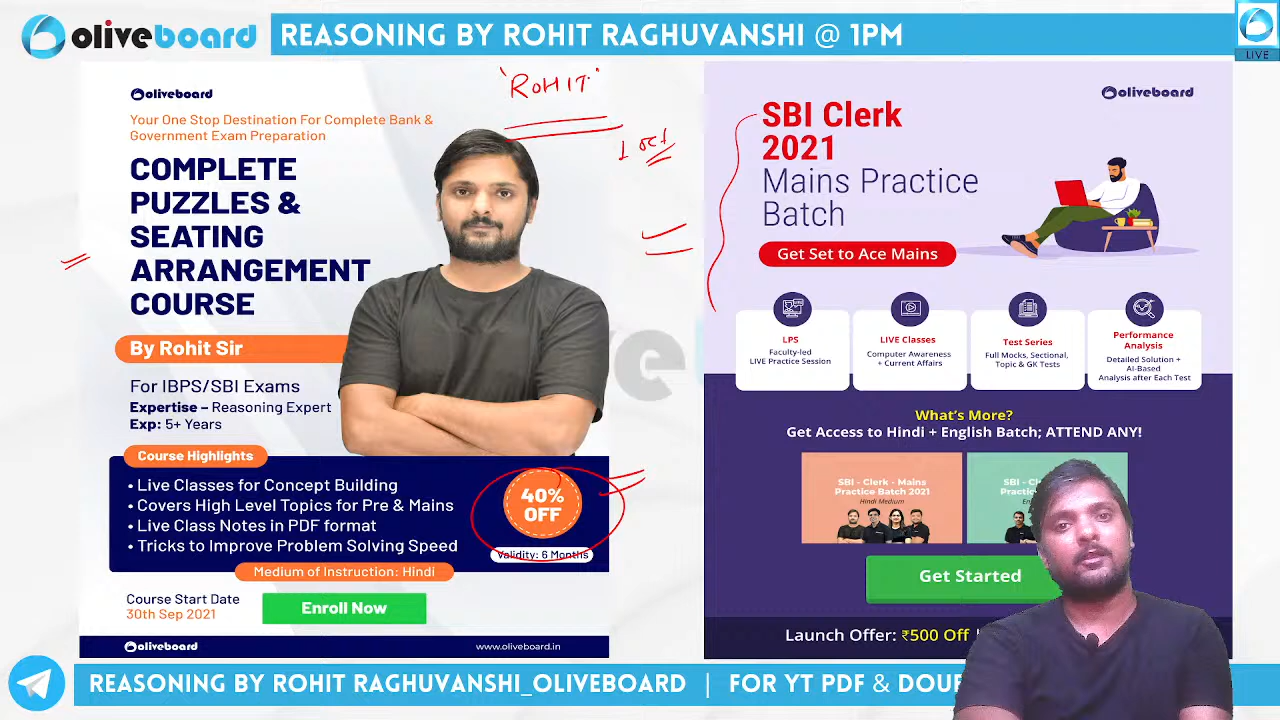 oliveboard
REASONING BY ROHIT RAGHUVANSHI @ 1PM
LIVE
oliveboard
Your One Stop Destination For Complete Bank &
Government Exam Preparation
COMPLETE
PUZZLES &
SEATING
ARRANGEMENT
COURSE
By Rohit Sir
For IBPS/SBI Exams
Expertise – Reasoning Expert
Exp: 5+ Years
Course Highlights
• Live Classes for Concept Building
• Covers High Level Topics for Pre & Mains
• Live Class Notes in PDF format
• Tricks to Improve Problem Solving Speed
40%
OFF
Validity: 6 Months
Medium of Instruction: Hindi
Course Start Date
30th Sep 2021
Enroll Now
oliveboard
www.oliveboard.in
'ROHIT'
1 oct
oliveboard
SBI Clerk
2021
Mains Practice
Batch
Get Set to Ace Mains
LPS
Faculty-led
LIVE Practice Session
LIVE Classes
Computer Awareness
+ Current Affairs
Test Series
Full Mocks, Sectional,
Topic & GK Tests
Performance
Analysis
Detailed Solution +
AI-Based
Analysis after Each Test
What's More?
Get Access to Hindi + English Batch; ATTEND ANY!
SBI - Clerk - Mains
Practice Batch 2021
Hindi Medium
Get Started
Launch Offer: ₹500 Off
REASONING BY ROHIT RAGHUVANSHI_OLIVEBOARD | FOR YT PDF &